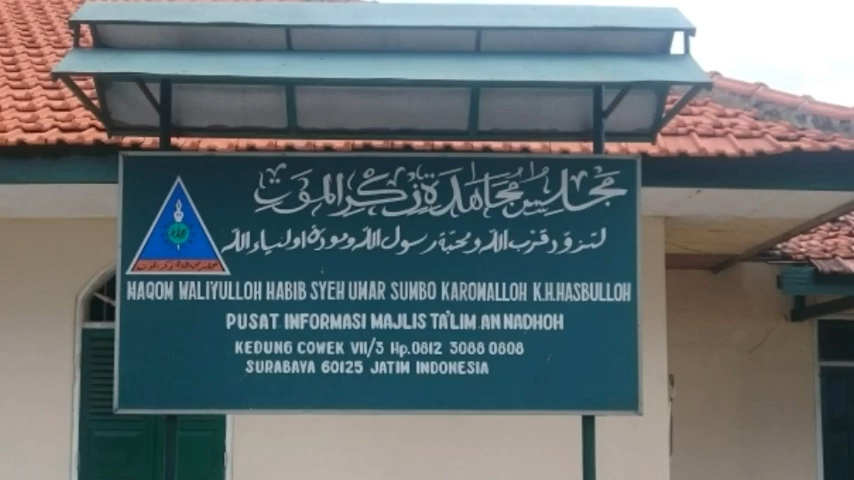 مجلس مجاهدة ذكر الموت
لتزود قرب الله ومحبة رسول الله ومودة اولياء الله
MAQOM WALIYULLOH HABIB SYEH UMAR SUMBO KAROMALLOH K.H.HASBULLOH
PUSAT INFORMASI MAJLIS TA'LIM AN NADHOH
KEDUNG COWEK VII/3 Hp.0812 3088 0808
SURABAYA 60125 JATIM INDONESIA